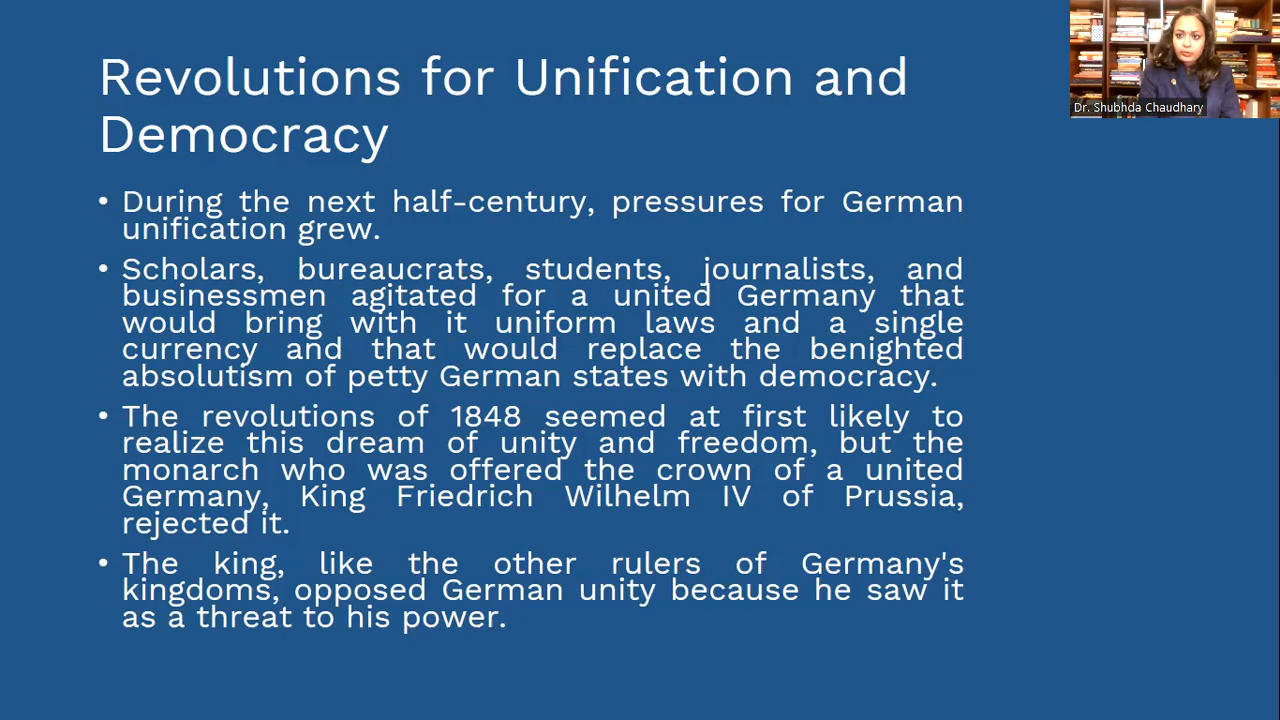 Revolutions for Unification and
Democracy
• During the next half-century, pressures for German
unification grew.
• Scholars, bureaucrats, students, journalists, and
businessmen agitated for a united Germany that
would bring with it uniform laws and a single
currency and that would replace the benighted
absolutism of petty German states with democracy.
• The revolutions of 1848 seemed at first likely to
realize this dream of unity and freedom, but the
monarch who was offered the crown of a united
Germany, King Friedrich Wilhelm IV of Prussia,
rejected it.
• The king, like the other rulers of Germany's
kingdoms, opposed German unity because he saw it
as a threat to his power.
Dr. Shubhda Chaudhary